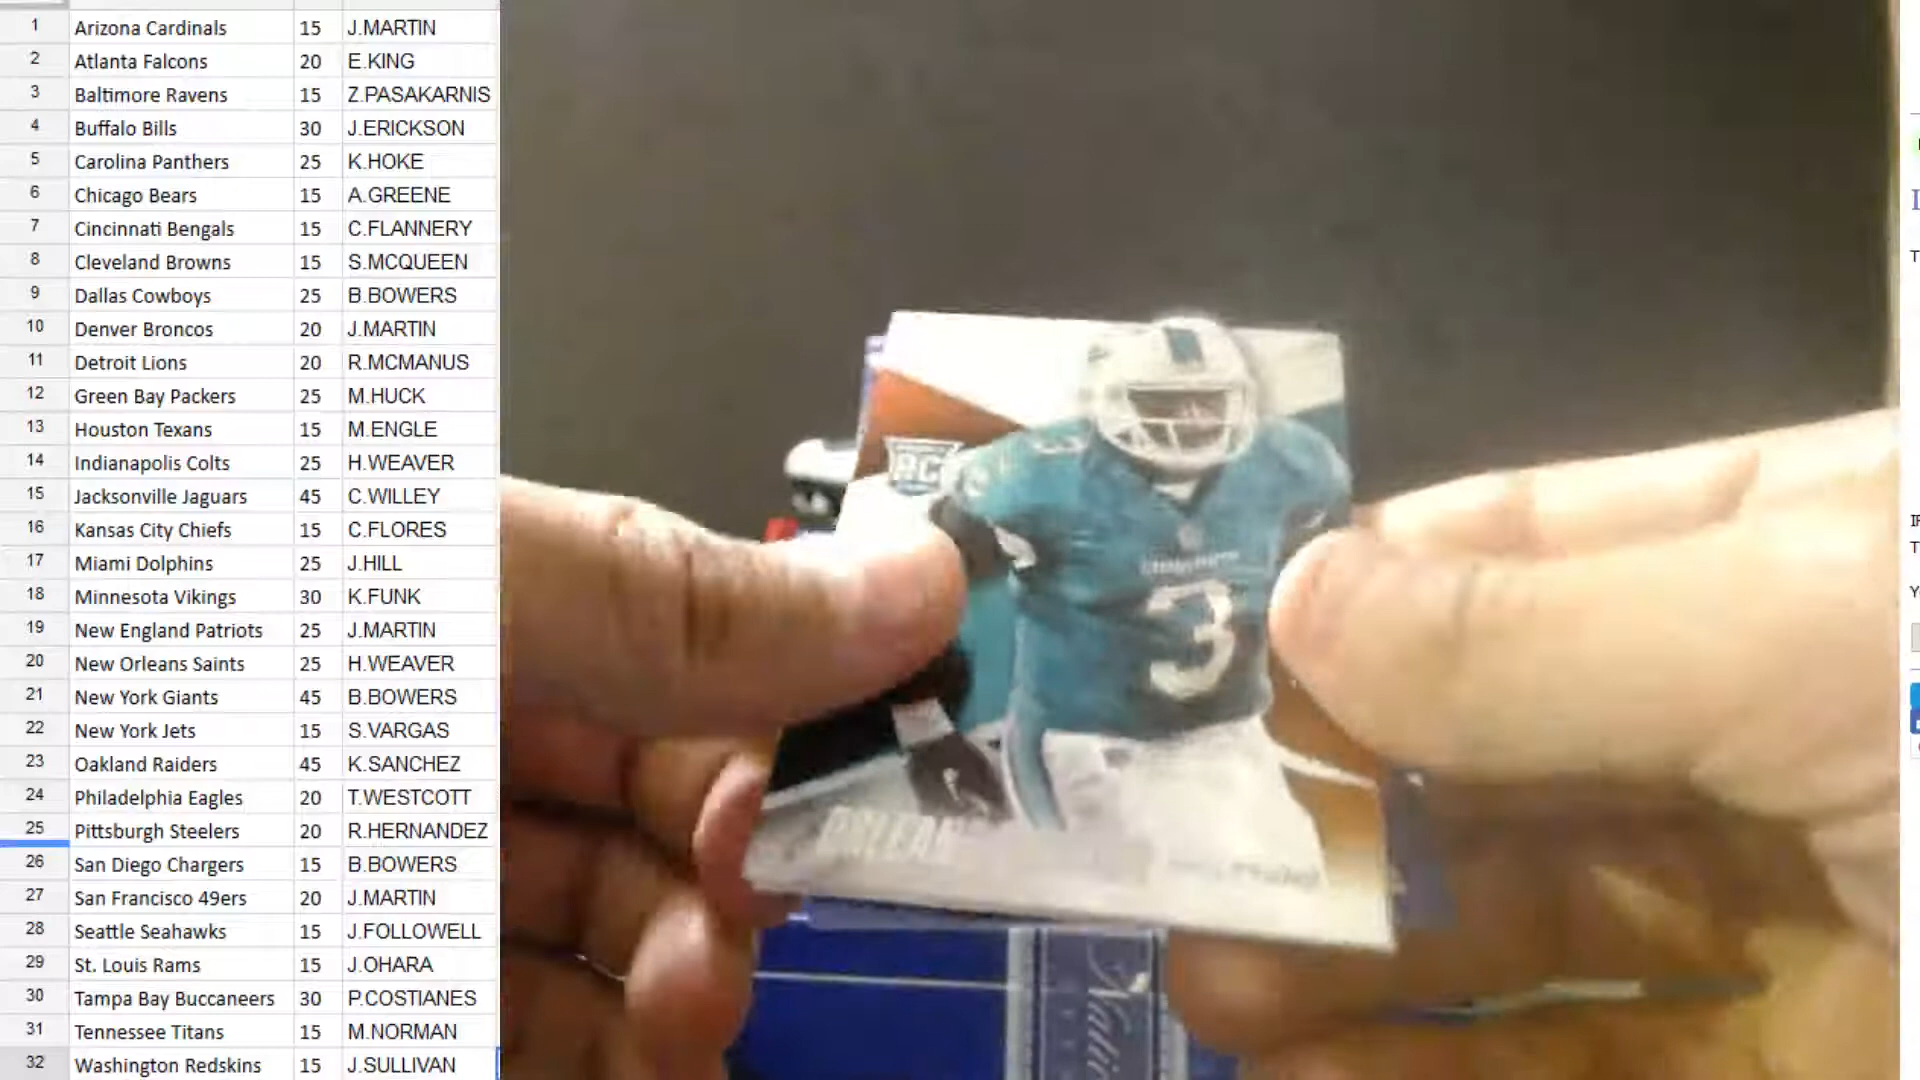 1 Arizona Cardinals 15 J.MARTIN
2 Atlanta Falcons 20 E.KING
3 Baltimore Ravens 15 Z.PASAKARNIS
4 Buffalo Bills 30 J.ERICKSON
5 Carolina Panthers 25 K.HOKE
6 Chicago Bears 15 A.GREENE
7 Cincinnati Bengals 15 C.FLANNERY
8 Cleveland Browns 15 S.MCQUEEN
9 Dallas Cowboys 25 B.BOWERS
10 Denver Broncos 20 J.MARTIN
11 Detroit Lions 20 R.MCMANUS
12 Green Bay Packers 25 M.HUCK
13 Houston Texans 15 M.ENGLE
14 Indianapolis Colts 25 H.WEAVER
15 Jacksonville Jaguars 45 C.WILLEY
16 Kansas City Chiefs 15 C.FLORES
17 Miami Dolphins 25 J.HILL
18 Minnesota Vikings 30 K.FUNK
19 New England Patriots 25 J.MARTIN
20 New Orleans Saints 25 H.WEAVER
21 New York Giants 45 B.BOWERS
22 New York Jets 15 S.VARGAS
23 Oakland Raiders 45 K.SANCHEZ
24 Philadelphia Eagles 20 T.WESTCOTT
25 Pittsburgh Steelers 20 R.HERNANDEZ
26 San Diego Chargers 15 B.BOWERS
27 San Francisco 49ers 20 J.MARTIN
28 Seattle Seahawks 15 J.FOLLOWELL
29 St. Louis Rams 15 J.OHARA
30 Tampa Bay Buccaneers 30 P.COSTIANES
31 Tennessee Titans 15 M.NORMAN
32 Washington Redskins 15 J.SULLIVAN
RC
3
3